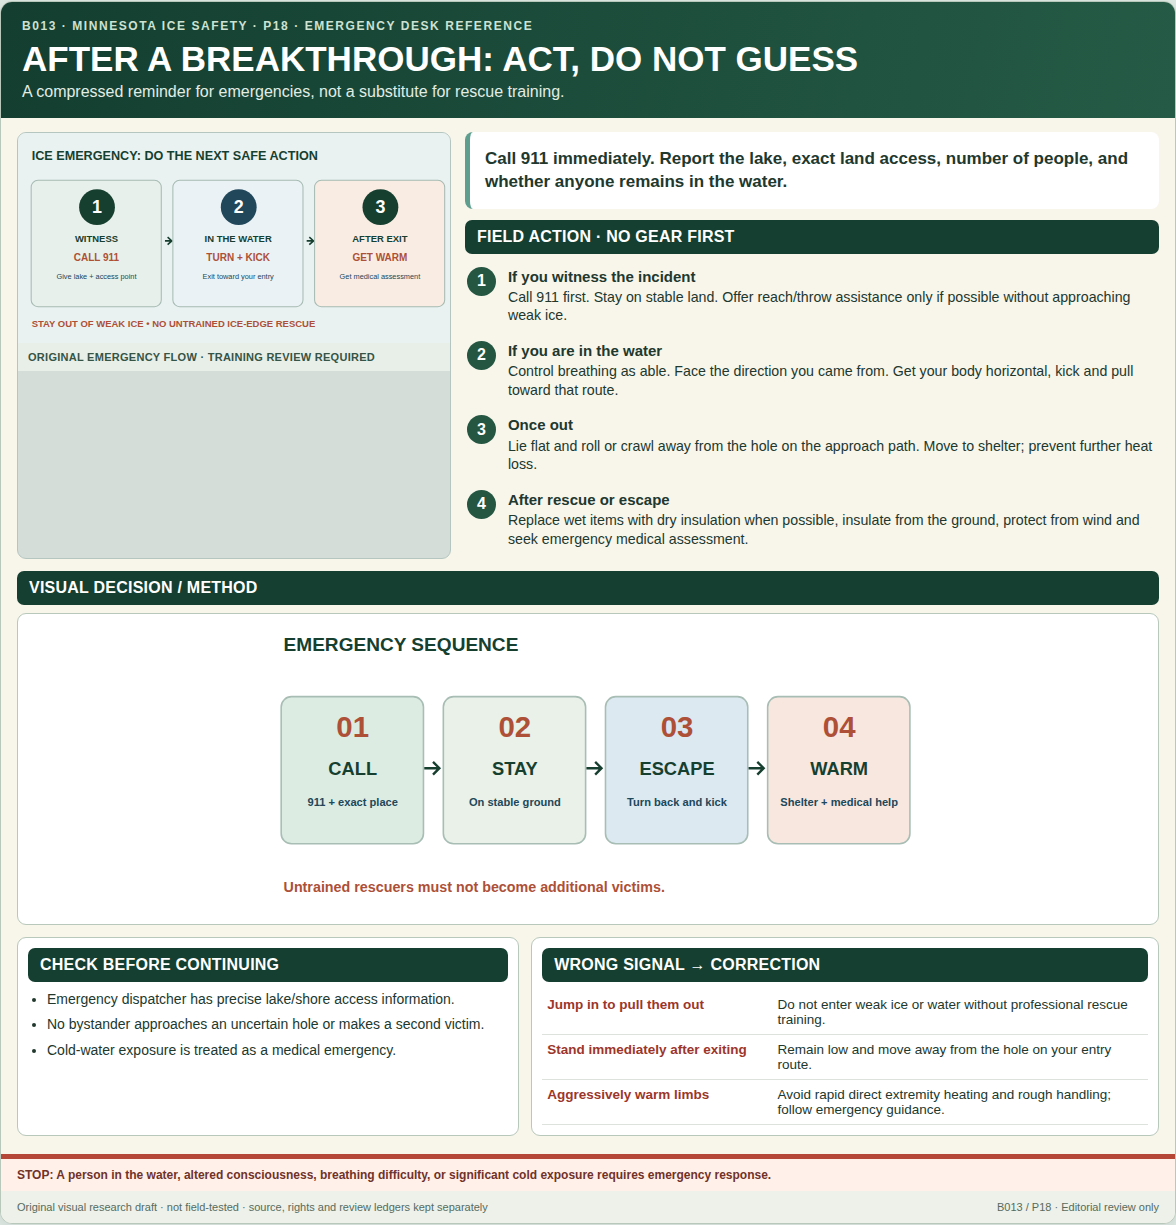 B013 · MINNESOTA ICE SAFETY · P18 · EMERGENCY DESK REFERENCE
AFTER A BREAKTHROUGH: ACT, DO NOT GUESS
A compressed reminder for emergencies, not a substitute for rescue training.
ICE EMERGENCY: DO THE NEXT SAFE ACTION
1
WITNESS
CALL 911
Give lake + access point
→
2
IN THE WATER
TURN + KICK
Exit toward your entry
→
3
AFTER EXIT
GET WARM
Get medical assessment
STAY OUT OF WEAK ICE • NO UNTRAINED ICE-EDGE RESCUE
ORIGINAL EMERGENCY FLOW · TRAINING REVIEW REQUIRED
Call 911 immediately. Report the lake, exact land access, number of people, and
whether anyone remains in the water.
FIELD ACTION · NO GEAR FIRST
1
If you witness the incident
Call 911 first. Stay on stable land. Offer reach/throw assistance only if possible without approaching
weak ice.
2
If you are in the water
Control breathing as able. Face the direction you came from. Get your body horizontal, kick and pull
toward that route.
3
Once out
Lie flat and roll or crawl away from the hole on the approach path. Move to shelter; prevent further heat
loss.
4
After rescue or escape
Replace wet items with dry insulation when possible, insulate from the ground, protect from wind and
seek emergency medical assessment.
VISUAL DECISION / METHOD
EMERGENCY SEQUENCE
01
CALL
911 + exact place
→
02
STAY
On stable ground
→
03
ESCAPE
Turn back and kick
→
04
WARM
Shelter + medical help
Untrained rescuers must not become additional victims.
CHECK BEFORE CONTINUING
• Emergency dispatcher has precise lake/shore access information.
• No bystander approaches an uncertain hole or makes a second victim.
• Cold-water exposure is treated as a medical emergency.
WRONG SIGNAL → CORRECTION
Jump in to pull them out
Do not enter weak ice or water without professional rescue
training.
Stand immediately after exiting
Remain low and move away from the hole on your entry
route.
Aggressively warm limbs
Avoid rapid direct extremity heating and rough handling;
follow emergency guidance.
STOP: A person in the water, altered consciousness, breathing difficulty, or significant cold exposure requires emergency response.
Original visual research draft · not field-tested · source, rights and review ledgers kept separately
B013 / P18 · Editorial review only